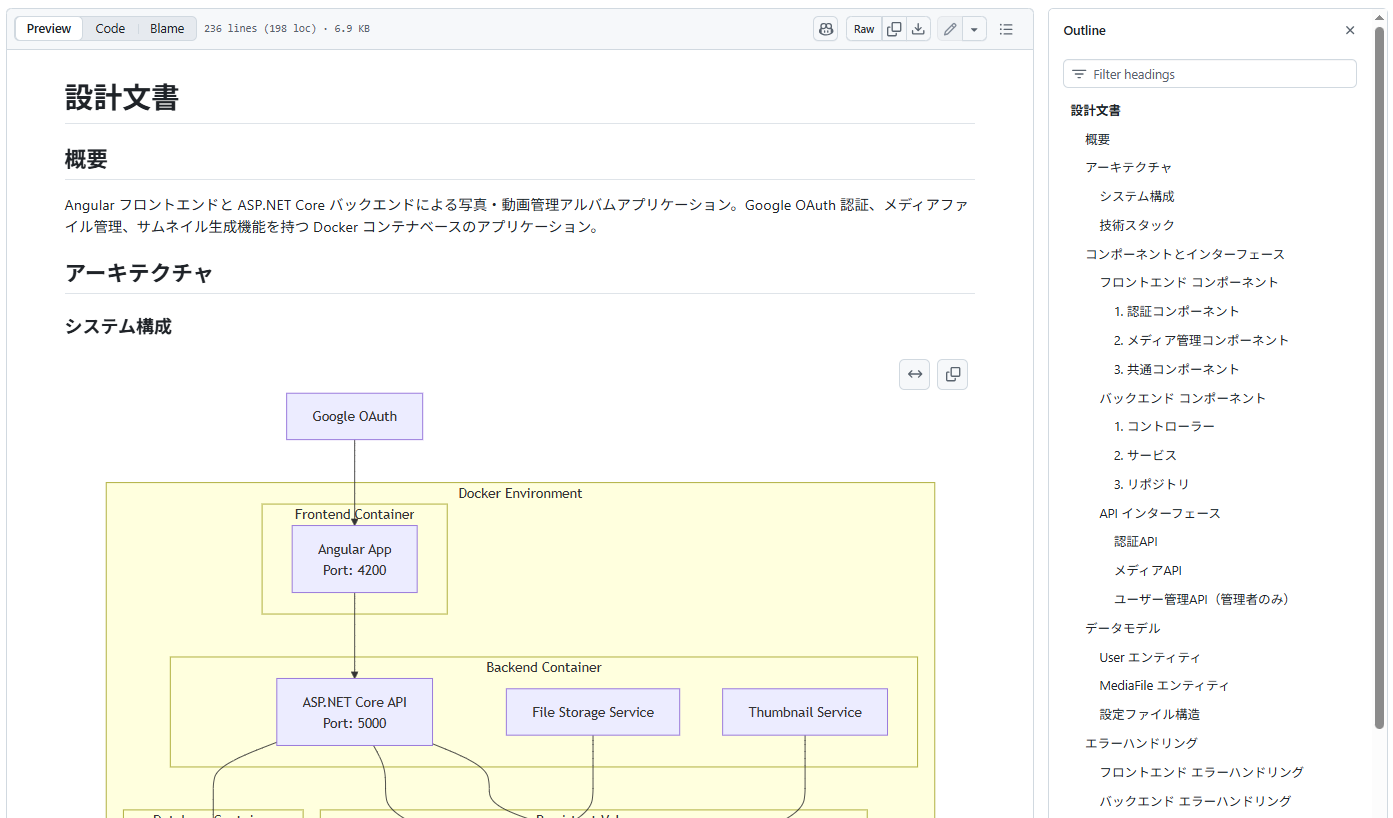 Preview Code Blame 236 lines (198 loc) · 6.9 KB Raw
設計文書
概要
Angular フロントエンドと ASP.NET Core バックエンドによる写真・動画管理アルバムアプリケーション。Google OAuth 認証、メディアファ
イル管理、サムネイル生成機能を持つ Docker コンテナベースのアプリケーション。
アーキテクチャ
システム構成
Google OAuth
Docker Environment
Frontend Container
Angular App
Port: 4200
Backend Container
ASP.NET Core API
Port: 5000
File Storage Service
Thumbnail Service
Outline
Filter headings
設計文書
概要
アーキテクチャ
システム構成
技術スタック
コンポーネントとインターフェース
フロントエンド コンポーネント
1. 認証コンポーネント
2. メディア管理コンポーネント
3. 共通コンポーネント
バックエンド コンポーネント
1. コントローラー
2. サービス
3. リポジトリ
API インターフェース
認証API
メディアAPI
ユーザー管理API（管理者のみ）
データモデル
User エンティティ
MediaFile エンティティ
設定ファイル構造
エラーハンドリング
フロントエンド エラーハンドリング
バックエンド エラーハンドリング